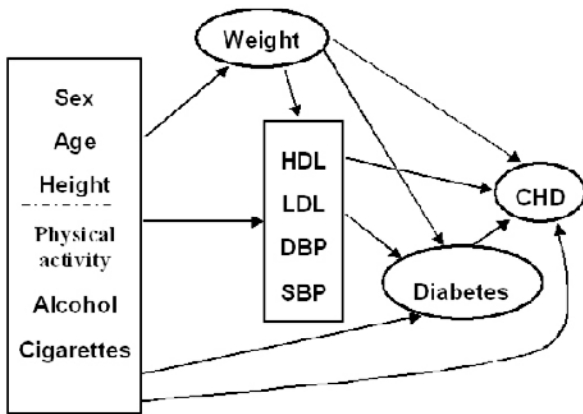 Weight
Sex
Age
Height
Physical
activity
Alcohol
Cigarettes
HDL
LDL
DBP
SBP
CHD
Diabetes